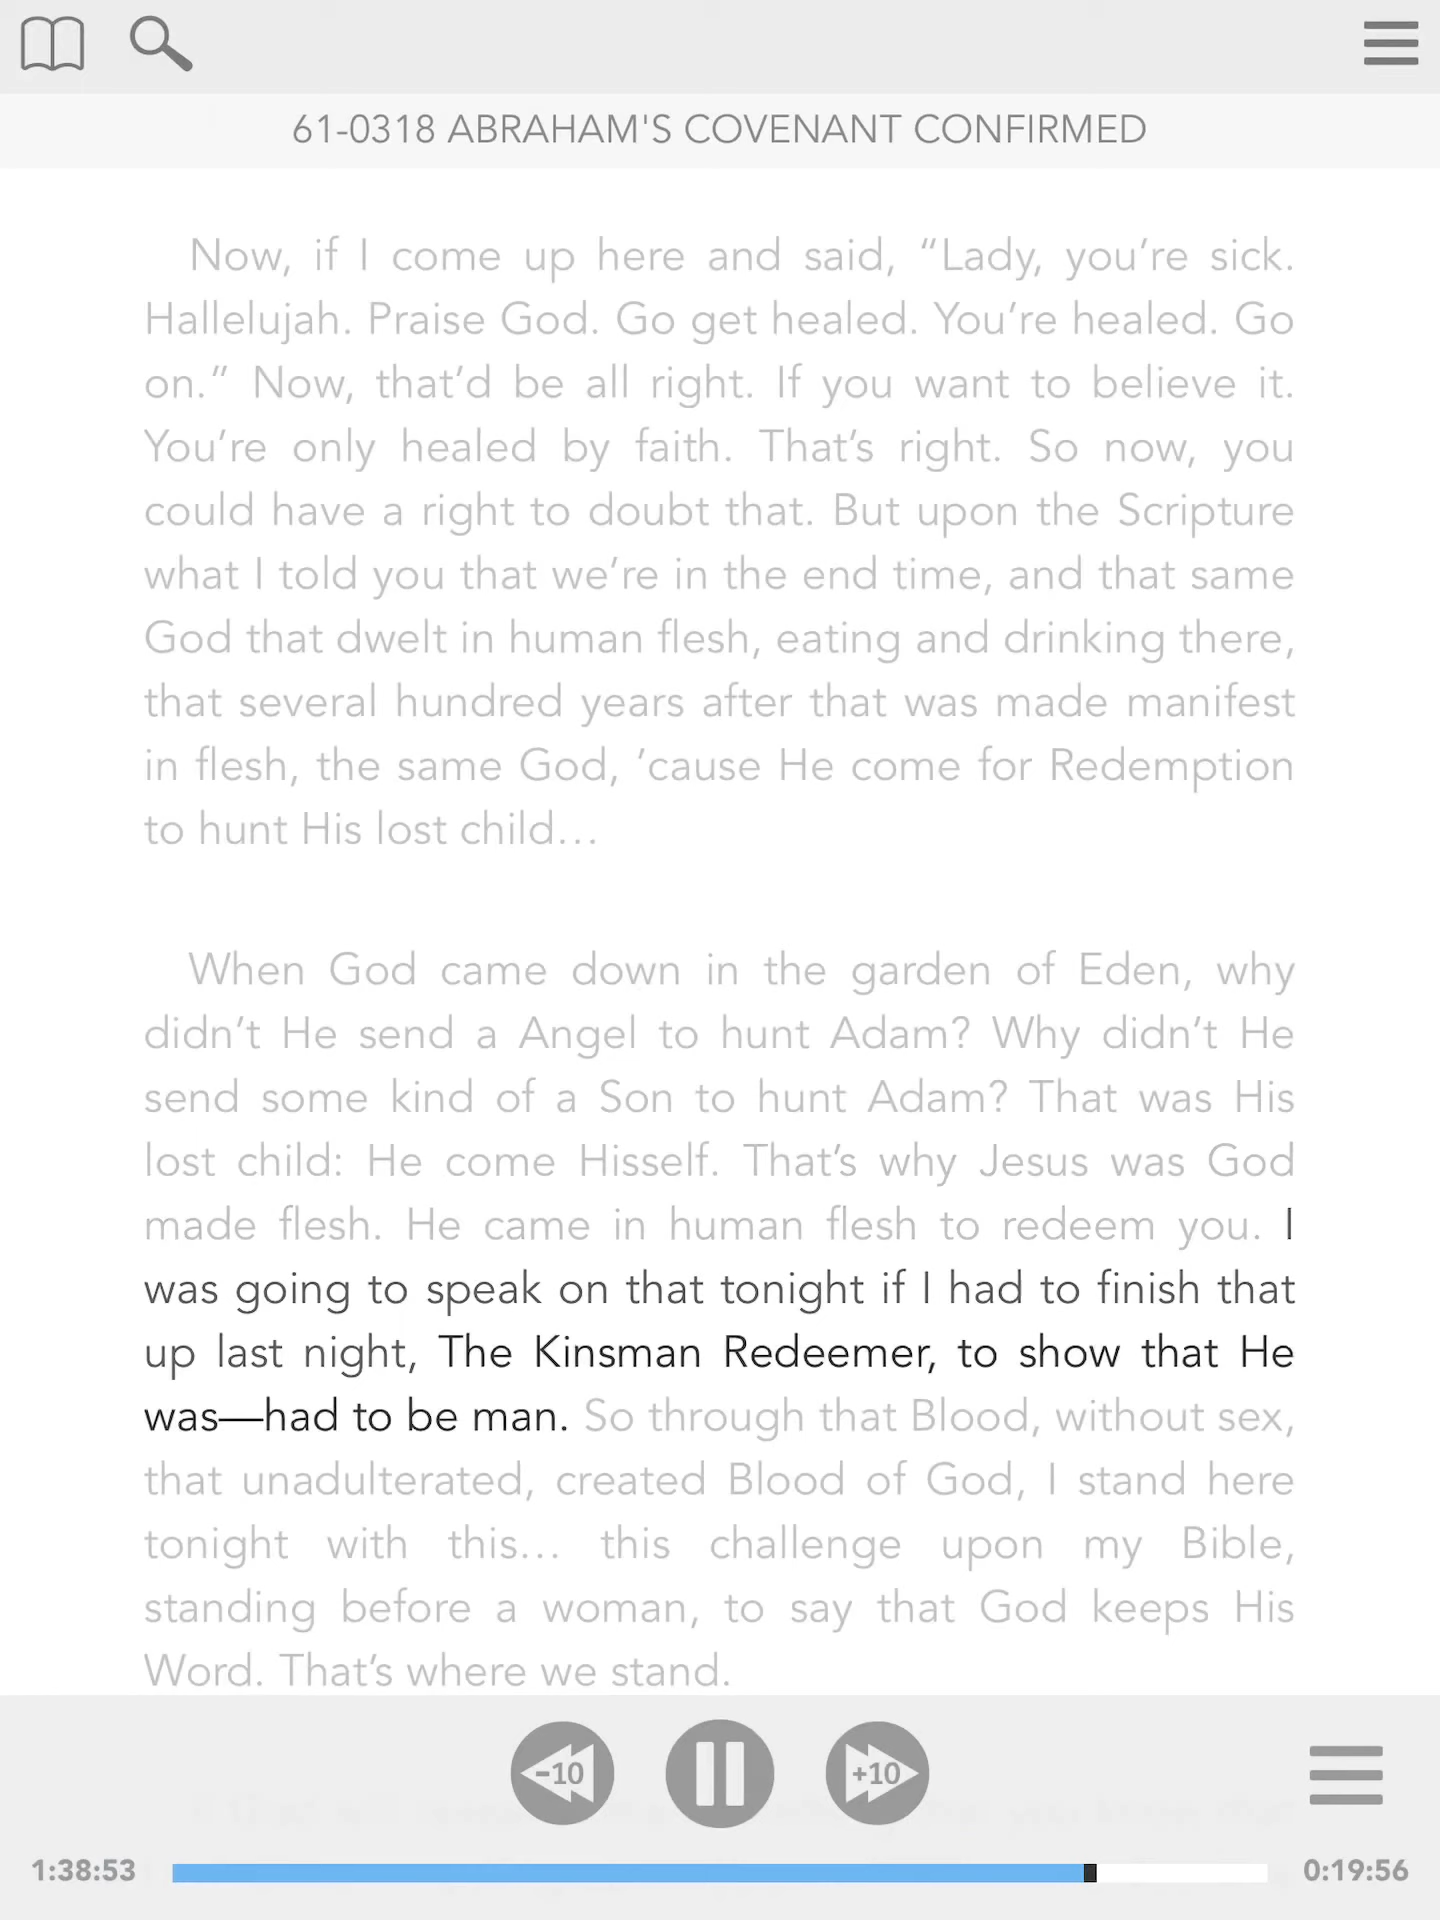 61-0318 ABRAHAM'S COVENANT CONFIRMED
Now, if I come up here and said, “Lady, you’re sick.
Hallelujah. Praise God. Go get healed. You’re healed. Go
on.” Now, that’d be all right. If you want to believe it.
You’re only healed by faith. That’s right. So now, you
could have a right to doubt that. But upon the Scripture
what I told you that we’re in the end time, and that same
God that dwelt in human flesh, eating and drinking there,
that several hundred years after that was made manifest
in flesh, the same God, ’cause He come for Redemption
to hunt His lost child…
When God came down in the garden of Eden, why
didn’t He send a Angel to hunt Adam? Why didn’t He
send some kind of a Son to hunt Adam? That was His
lost child: He come Hisself. That’s why Jesus was God
made flesh. He came in human flesh to redeem you. I
was going to speak on that tonight if I had to finish that
up last night, The Kinsman Redeemer, to show that He
was—had to be man. So through that Blood, without sex,
that unadulterated, created Blood of God, I stand here
tonight with this… this challenge upon my Bible,
standing before a woman, to say that God keeps His
Word. That’s where we stand.
-10 +10
1:38:53 0:19:56